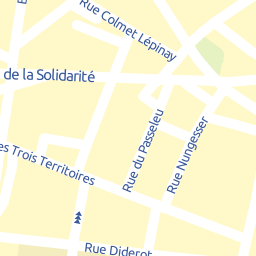 Rue Colmet Lépinay
de la Solidarité
Rue du Passeleu
Rue Nungesser
es Trois Territoires
Rue Diderot